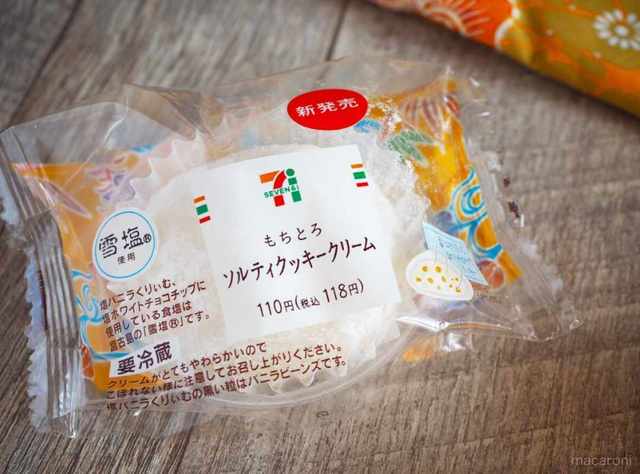 新発売
SEVEN&i
もちとろ
ソルティクッキークリーム
110円(税込 118円)
雪塩®
使用
塩バニラくりぃむ、
塩ホワイトチョコチップに
使用している食塩は
宮古島の「雪塩®」です。
要冷蔵
クリームがとてもやわらかいので
こぼれない様に注意してお召し上がりください。
塩バニラくりぃむの黒い粒はバニラビーンズです。
macaroni